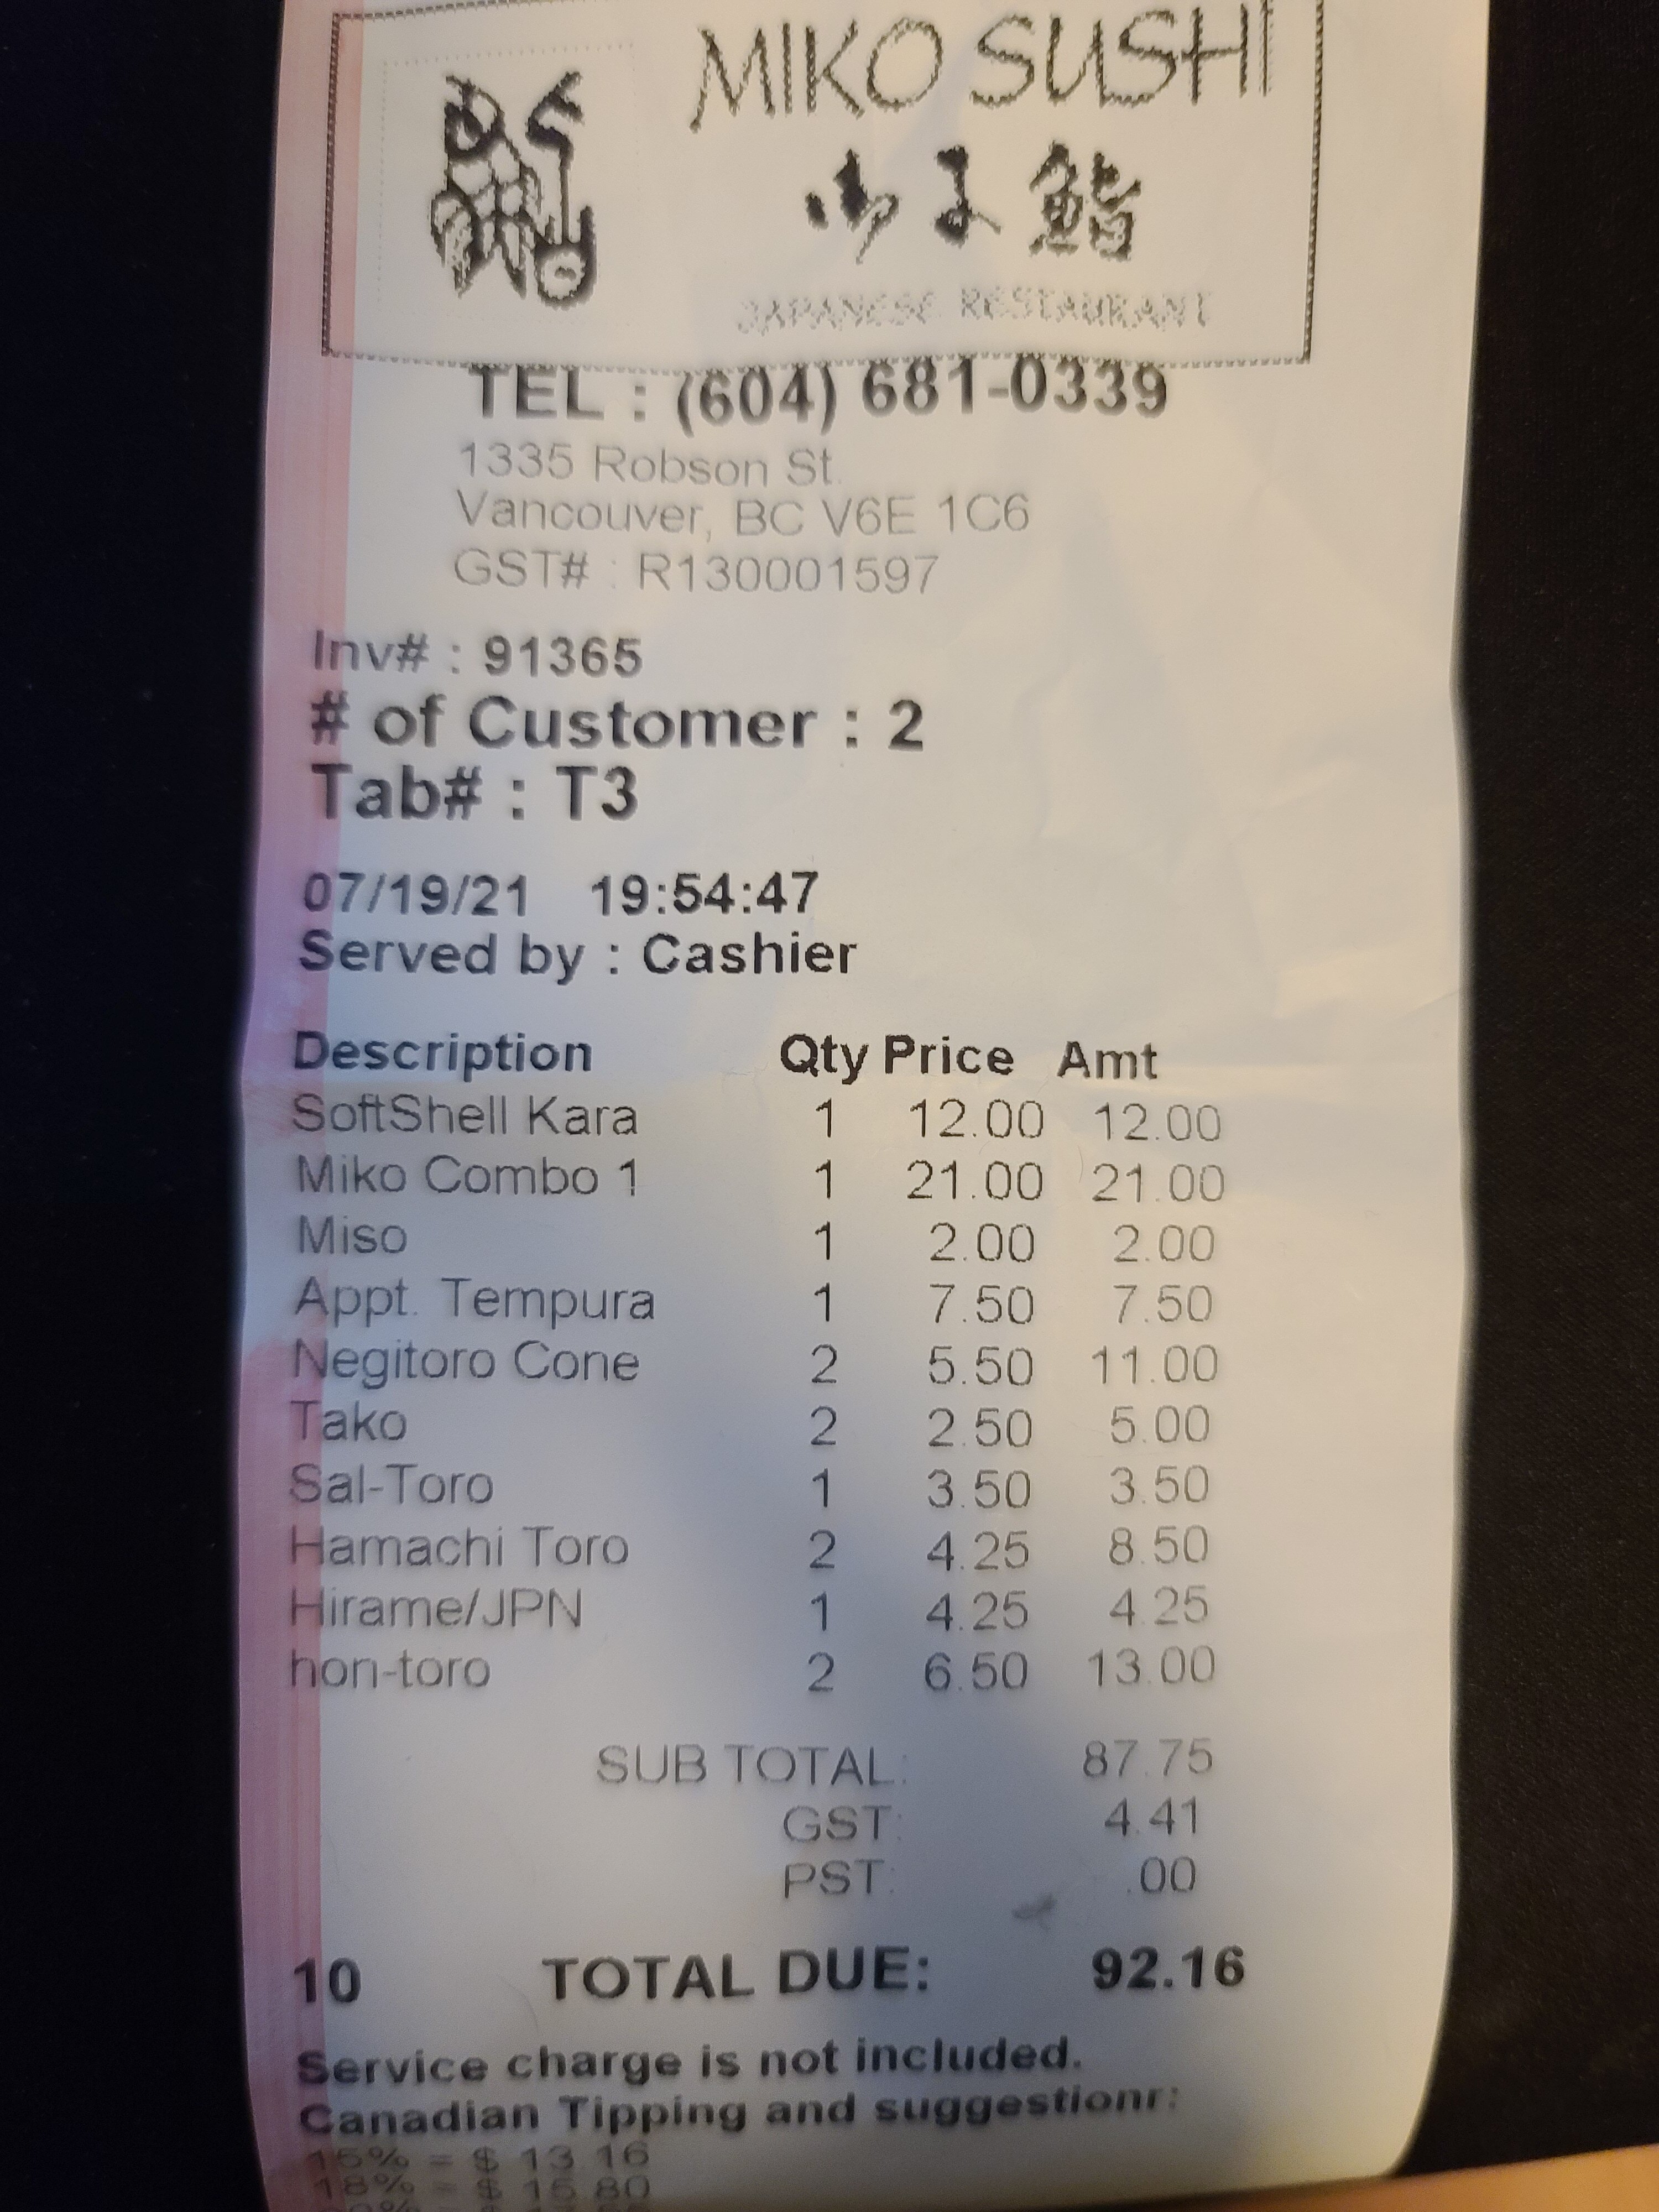 MIKO SUSHI
みこ鮨
JAPANESE RESTAURANT
TEL : (604) 681-0339
1335 Robson St.
Vancouver, BC V6E 1C6
GST# : R130001597
Inv# : 91365
# of Customer : 2
Tab# : T3
07/19/21 19:54:47
Served by : Cashier
Description Qty Price Amt
SoftShell Kara 1 12.00 12.00
Miko Combo 1 1 21.00 21.00
Miso 1 2.00 2.00
Appt. Tempura 1 7.50 7.50
Negitoro Cone 2 5.50 11.00
Tako 2 2.50 5.00
Sal-Toro 1 3.50 3.50
Hamachi Toro 2 4.25 8.50
Hirame/JPN 1 4.25 4.25
hon-toro 2 6.50 13.00
SUB TOTAL: 87.75
GST: 4.41
PST: .00
10 TOTAL DUE: 92.16
Service charge is not included.
Canadian Tipping and suggestionr:
15% = $ 13.16
18% = $ 15.80